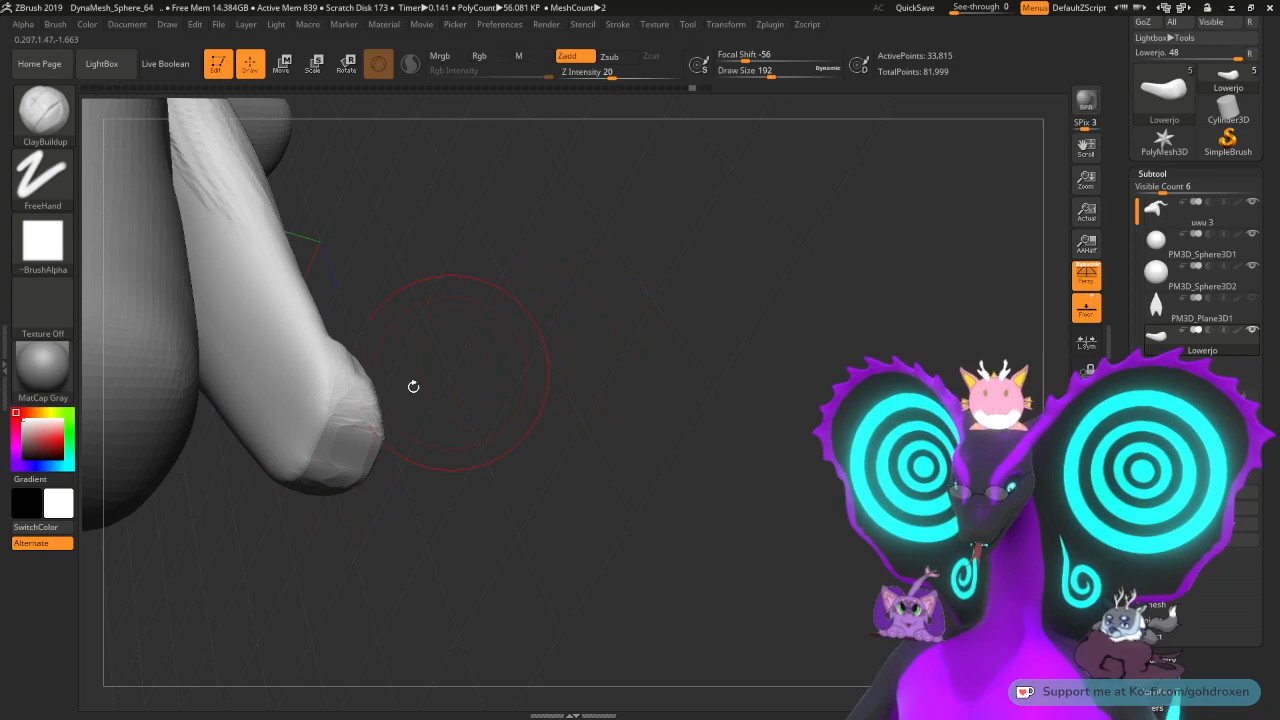 ZBrush 2019 DynaMesh_Sphere_64 .. • Free Mem 14.384GB • Active Mem 839 • Scratch Disk 173 • Timer▶0.141 • PolyCount▶56.081 KP • MeshCount▶2 AC QuickSave See-through 0 Menus DefaultZScript
Alpha Brush Color Document Draw Edit File Layer Light Macro Marker Material Movie Picker Preferences Render Stencil Stroke Texture Tool Transform Zplugin Zscript
0.207,1.47,-1.663
GoZ All Visible R
Lightbox▶Tools
Lowerjo. 48 R
Home Page LightBox Live Boolean Edit Draw Move Scale Rotate
Mrgb Rgb M Zadd Zsub Zcut
Rgb Intensity Z Intensity 20
Focal Shift -56
Draw Size 192 Dynamic
S D
ActivePoints: 33,815
TotalPoints: 81,999
5 5
Lowerjo
Lowerjo Cylinder3D
PolyMesh3D SimpleBrush
ClayBuildup
FreeHand
~BrushAlpha
Texture Off
MatCap Gray
Gradient
SwitchColor
Alternate
BPR
SPix 3
Scroll
Zoom
Actual
AAHalf
Dynamic
Persp
Floor
L.Sym
Subtool
Visible Count 6
uwu 3
PM3D_Sphere3D1
PM3D_Sphere3D2
PM3D_Plane3D1
Lowerjo
Support me at Ko-fi.com/gohdroxen